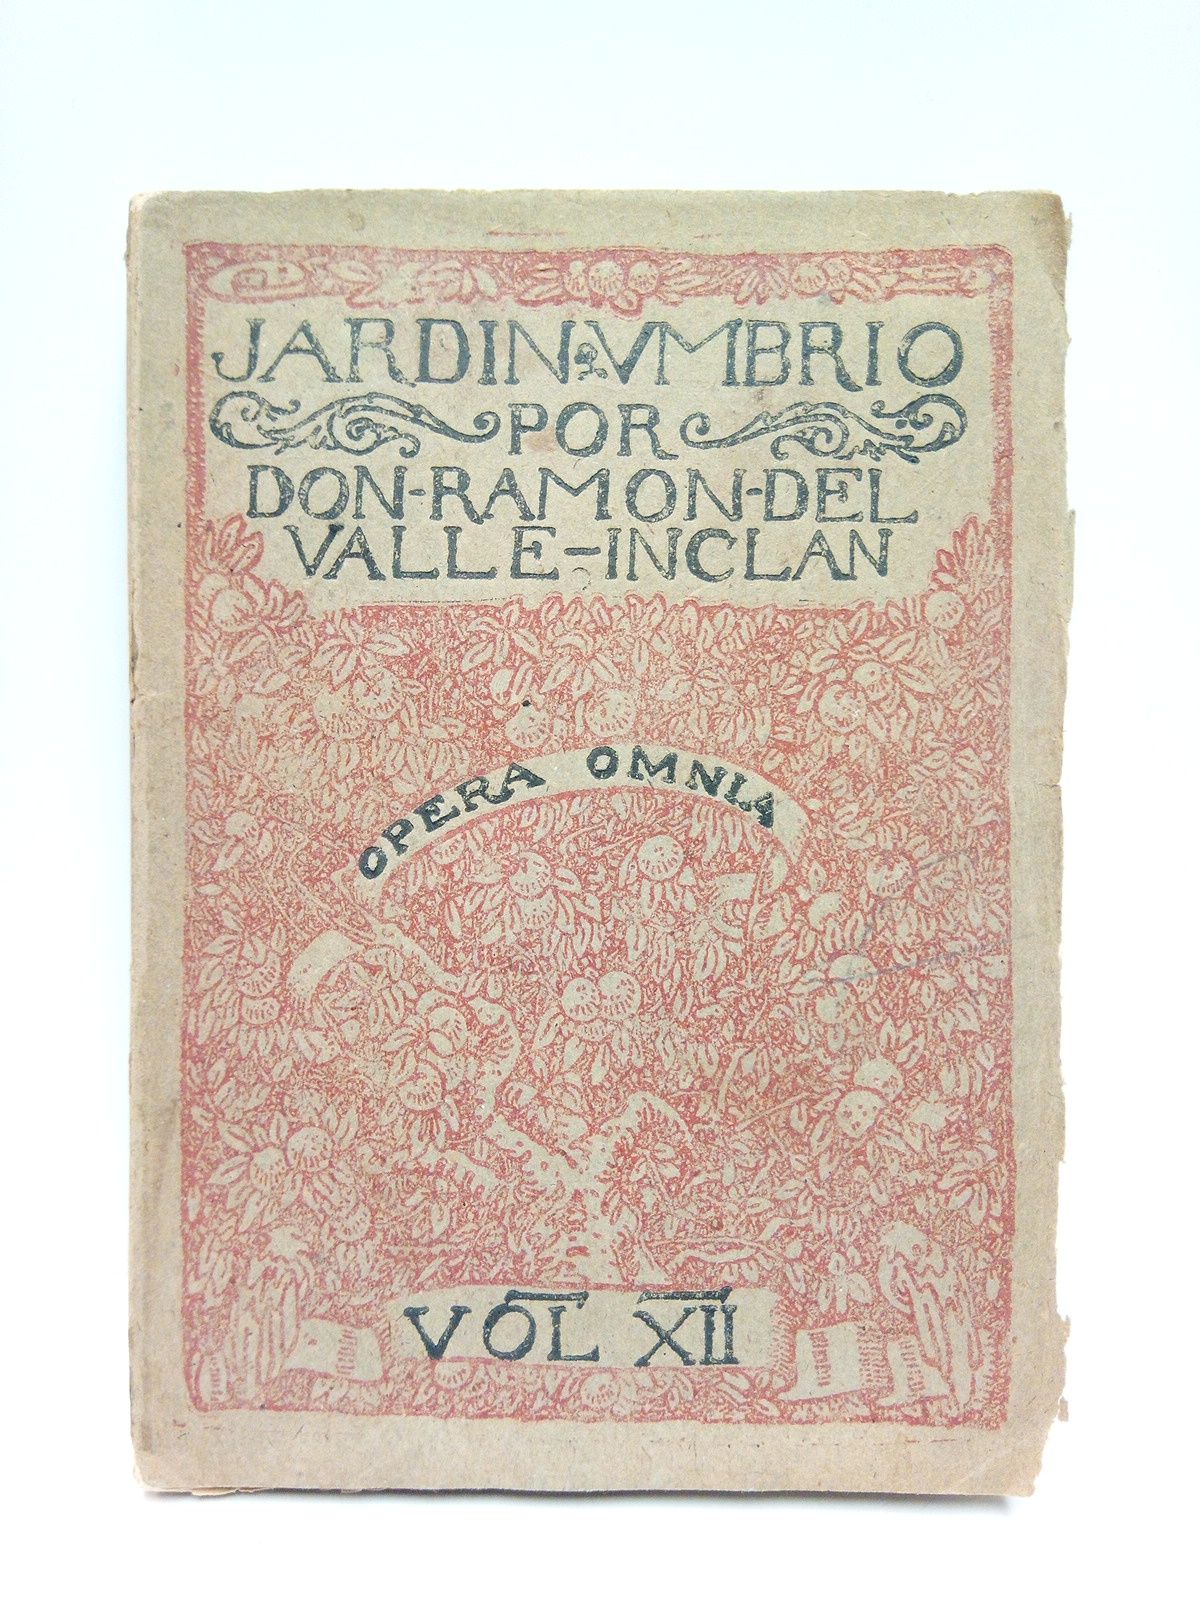 JARDIN VMBRIO
POR
DON-RAMON-DEL
VALLE-INCLAN
OPERA OMNIA
VOL XII